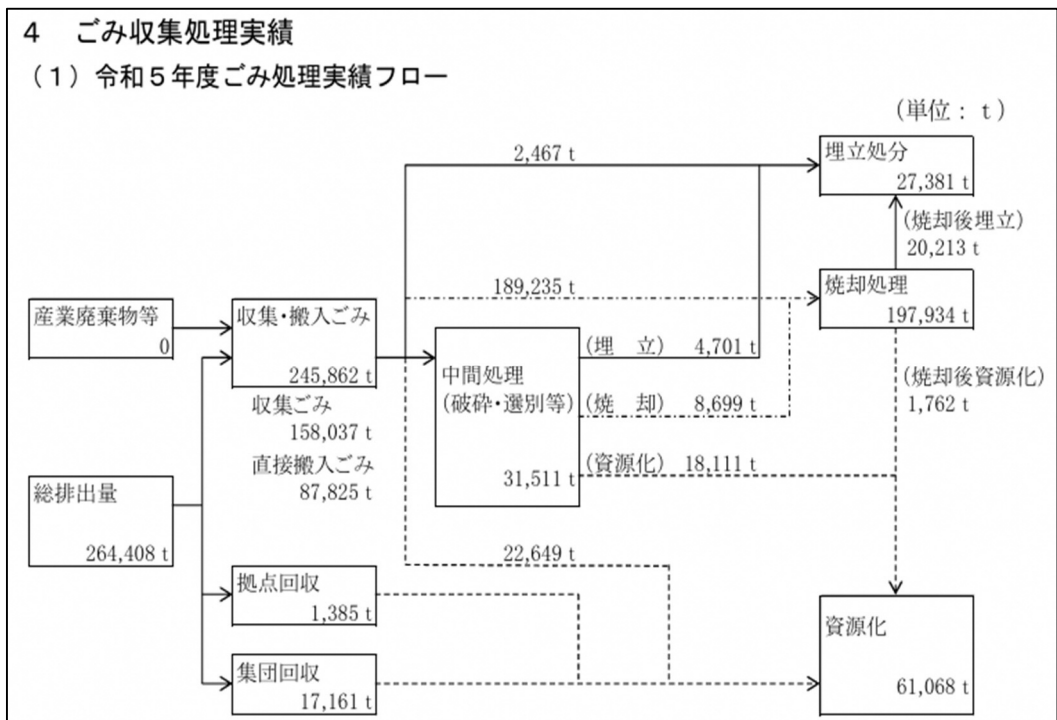 4　ごみ収集処理実績
（１）令和５年度ごみ処理実績フロー
(単位：ｔ)
2,467 t
埋立処分
27,381 t
(焼却後埋立)
20,213 t
189,235 t
焼却処理
197,934 t
産業廃棄物等
0
収集・搬入ごみ
245,862 t
収集ごみ
158,037 t
直接搬入ごみ
87,825 t
中間処理
(破砕・選別等)
31,511 t
(埋　立)　4,701 t
(焼　却)　8,699 t
(資源化)　18,111 t
(焼却後資源化)
1,762 t
総排出量
264,408 t
22,649 t
拠点回収
1,385 t
集団回収
17,161 t
資源化
61,068 t